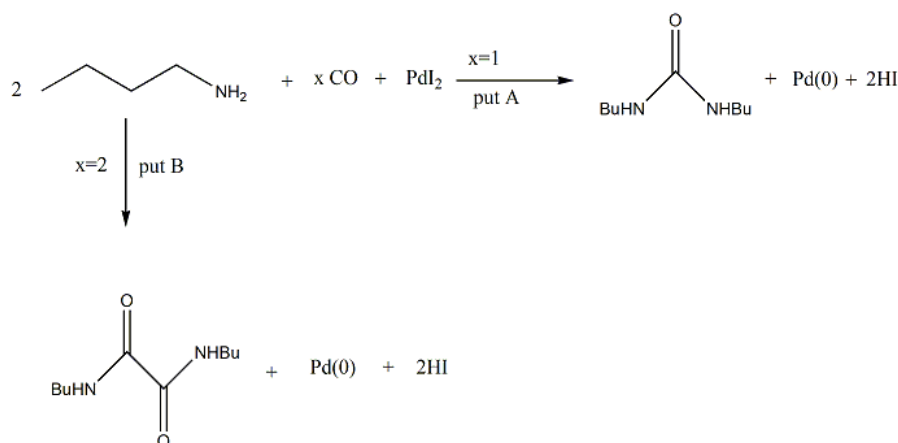 O
2 NH₂ + x CO + PdI₂ x=1 + Pd(0) + 2HI
put A BuHN NHBu
x=2 put B
O
NHBu
BuHN + Pd(0) + 2HI
O